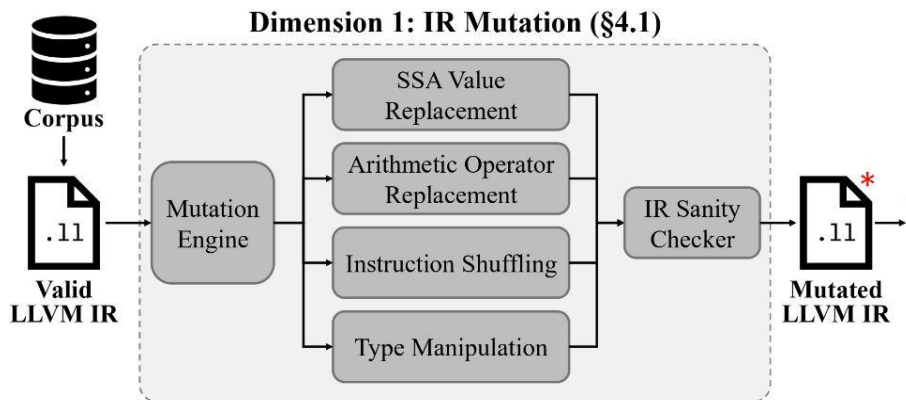 Dimension 1: IR Mutation (§4.1)
Corpus
.ll
Valid
LLVM IR
Mutation
Engine
SSA Value
Replacement
Arithmetic Operator
Replacement
Instruction Shuffling
Type Manipulation
IR Sanity
Checker
*
.ll
Mutated
LLVM IR